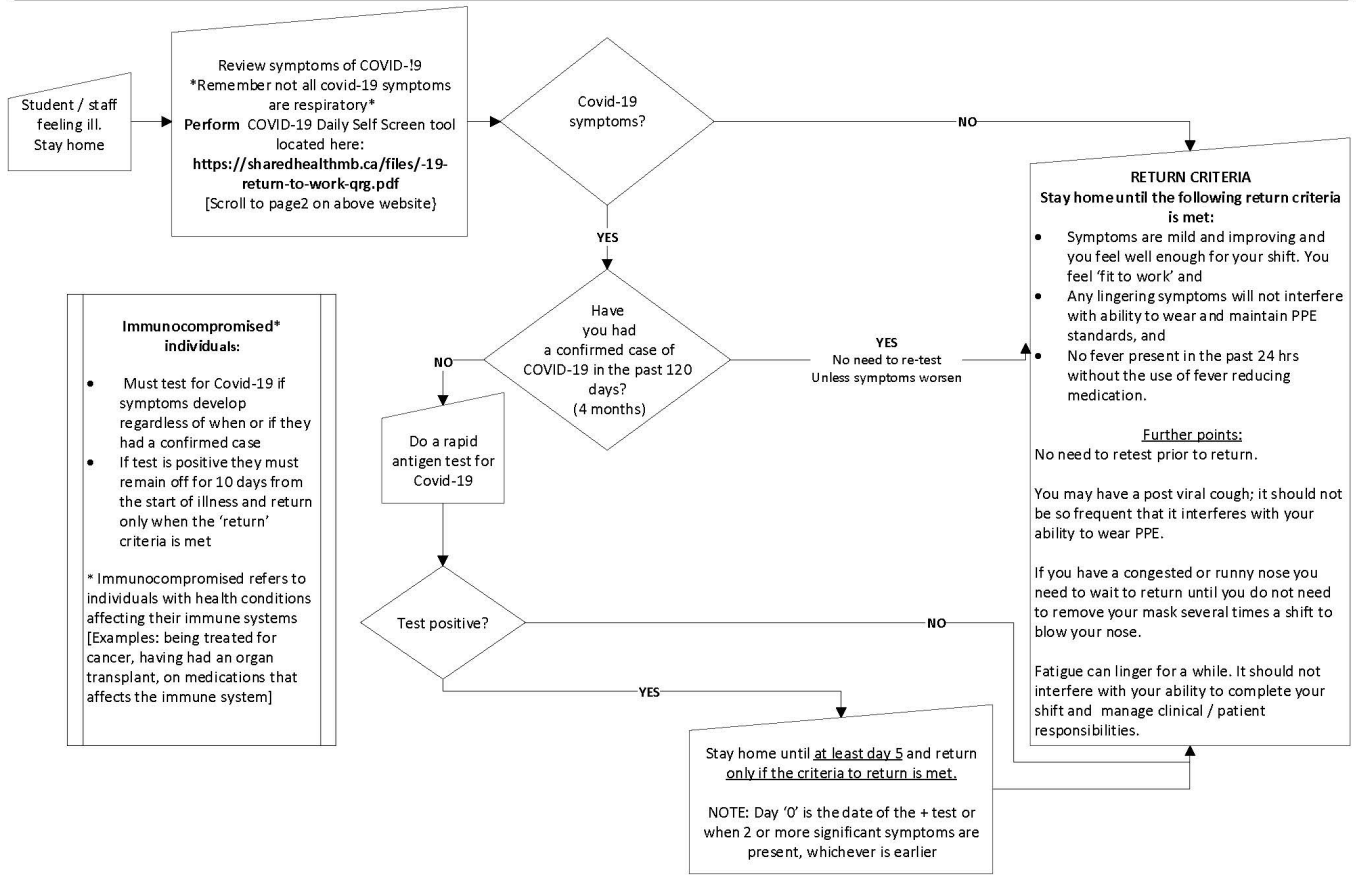 Student / staff
feeling ill.
Stay home
Review symptoms of COVID-!9
*Remember not all covid-19 symptoms
are respiratory*
Perform COVID-19 Daily Self Screen tool
located here:
https://sharedhealthmb.ca/files/-19-
return-to-work-qrg.pdf
[Scroll to page2 on above website}
Covid-19
symptoms?
NO
YES
Have
you had
a confirmed case of
COVID-19 in the past 120
days?
(4 months)
NO
YES
No need to re-test
Unless symptoms worsen
Do a rapid
antigen test for
Covid-19
Test positive?
NO
YES
Stay home until at least day 5 and return
only if the criteria to return is met.
NOTE: Day ‘0’ is the date of the + test or
when 2 or more significant symptoms are
present, whichever is earlier
RETURN CRITERIA
Stay home until the following return criteria
is met:
• Symptoms are mild and improving and
you feel well enough for your shift. You
feel ‘fit to work’ and
• Any lingering symptoms will not interfere
with ability to wear and maintain PPE
standards, and
• No fever present in the past 24 hrs
without the use of fever reducing
medication.
Further points:
No need to retest prior to return.
You may have a post viral cough; it should not
be so frequent that it interferes with your
ability to wear PPE.
If you have a congested or runny nose you
need to wait to return until you do not need
to remove your mask several times a shift to
blow your nose.
Fatigue can linger for a while. It should not
interfere with your ability to complete your
shift and manage clinical / patient
responsibilities.
Immunocompromised*
individuals:
• Must test for Covid-19 if
symptoms develop
regardless of when or if they
had a confirmed case
• If test is positive they must
remain off for 10 days from
the start of illness and return
only when the ‘return’
criteria is met
* Immunocompromised refers to
individuals with health conditions
affecting their immune systems
[Examples: being treated for
cancer, having had an organ
transplant, on medications that
affects the immune system]